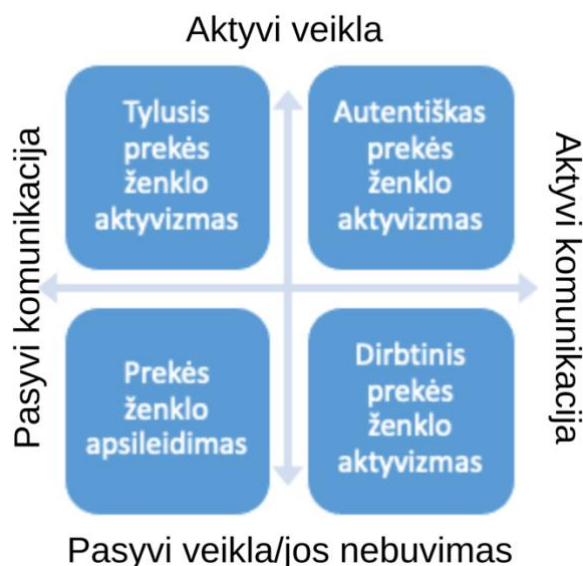 Aktyvi veikla
Pasyvi komunikacija
Tylusis
prekės
ženklo
aktyvizmas
Autentiškas
prekės
ženklo
aktyvizmas
Aktyvi komunikacija
Prekės
ženklo
apsileidimas
Dirbtinis
prekės
ženklo
aktyvizmas
Pasyvi veikla/jos nebuvimas